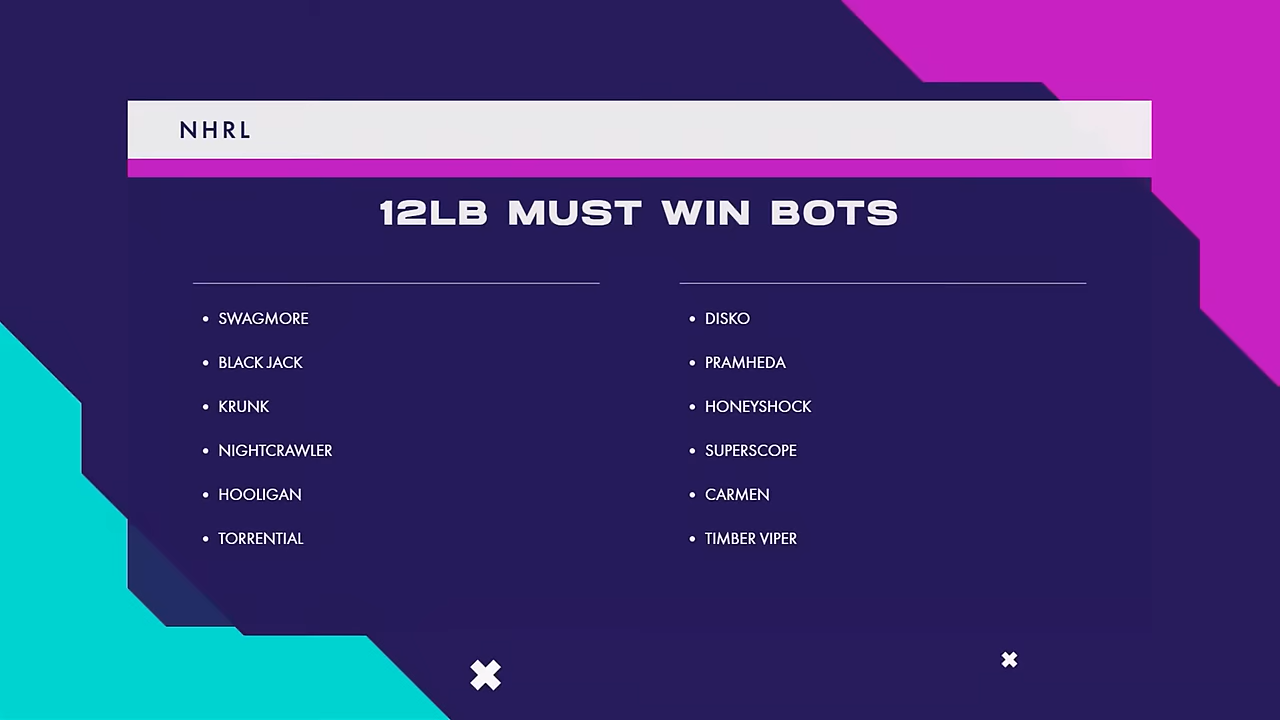 NHRL
12LB MUST WIN BOTS
• SWAGMORE
• BLACK JACK
• KRUNK
• NIGHTCRAWLER
• HOOLIGAN
• TORRENTIAL
• DISKO
• PRAMHEDA
• HONEYSHOCK
• SUPERSCOPE
• CARMEN
• TIMBER VIPER